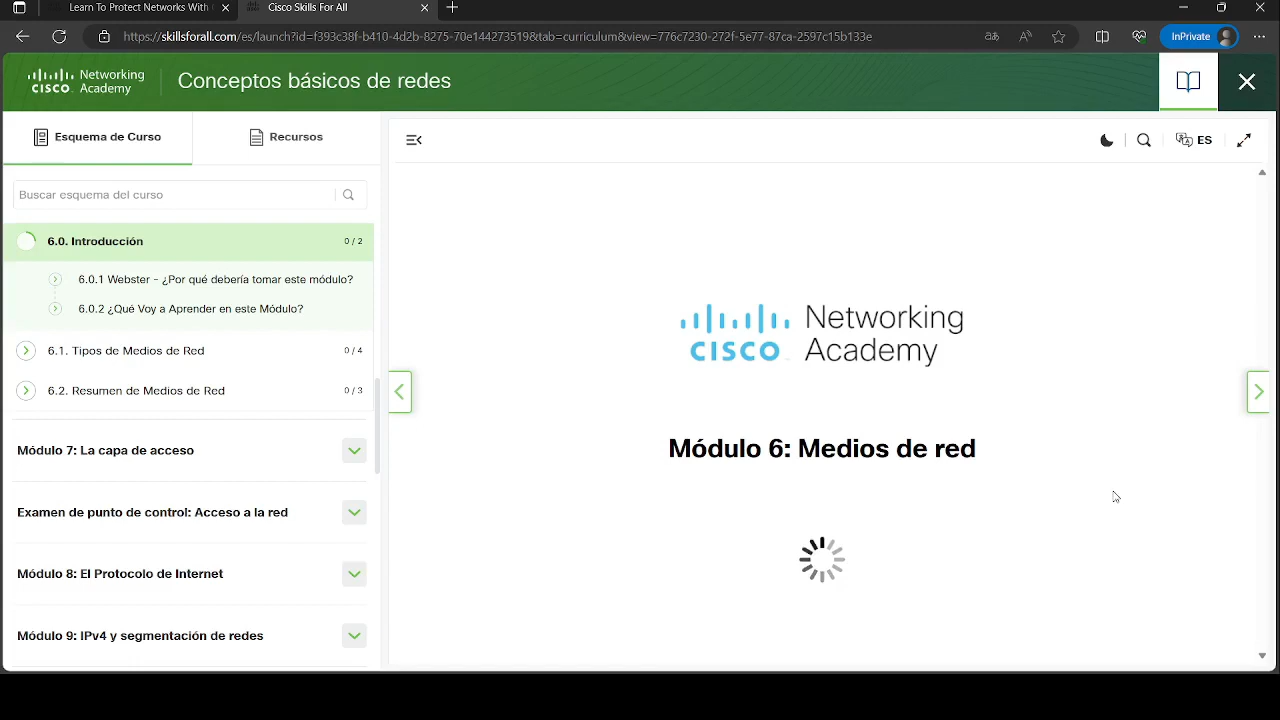 Learn To Protect Networks With
Cisco Skills For All
https://skillsforall.com/es/launch?id=f393c38f-b410-4d2b-8275-70e144273519&tab=curriculum&view=776c7230-272f-5e77-87ca-2597c15b133e
InPrivate
CISCO
Networking
Academy
Conceptos básicos de redes
Esquema de Curso
Recursos
ES
Buscar esquema del curso
6.0. Introducción
0 / 2
6.0.1 Webster - ¿Por qué debería tomar este módulo?
6.0.2 ¿Qué Voy a Aprender en este Módulo?
6.1. Tipos de Medios de Red
0 / 4
6.2. Resumen de Medios de Red
0 / 3
Módulo 7: La capa de acceso
Examen de punto de control: Acceso a la red
Módulo 8: El Protocolo de Internet
Módulo 9: IPv4 y segmentación de redes
CISCO
Networking
Academy
Módulo 6: Medios de red